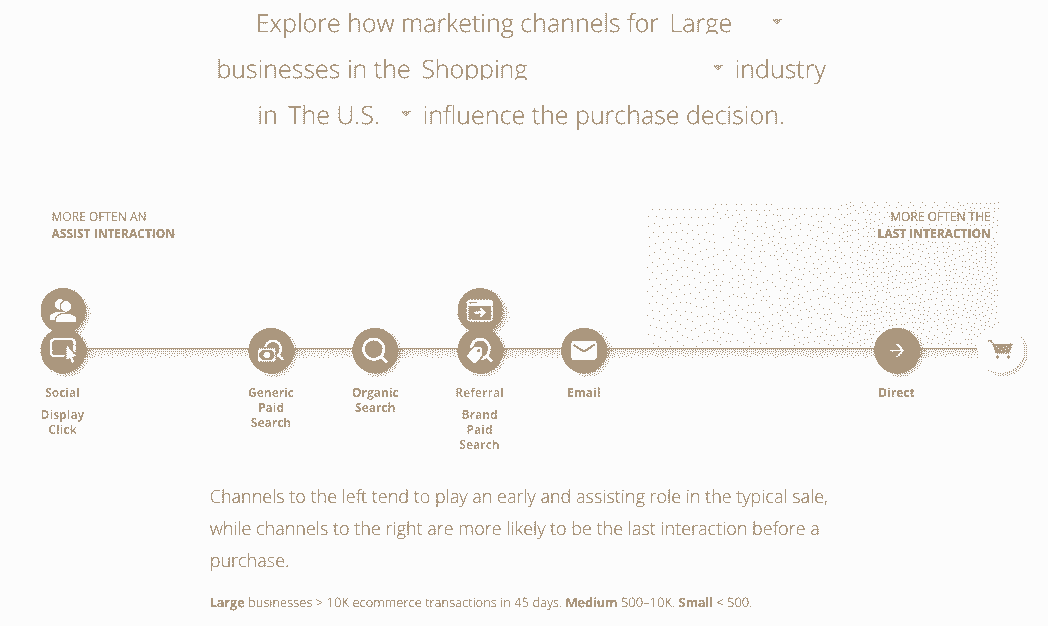 Explore how marketing channels for Large
businesses in the Shopping industry
in The U.S. influence the purchase decision.
MORE OFTEN AN
ASSIST INTERACTION
MORE OFTEN THE
LAST INTERACTION
Social
Display
Click
Generic
Paid
Search
Organic
Search
Referral
Brand
Paid
Search
Email
Direct
Channels to the left tend to play an early and assisting role in the typical sale,
while channels to the right are more likely to be the last interaction before a
purchase.
Large businesses > 10K ecommerce transactions in 45 days. Medium 500–10K. Small < 500.